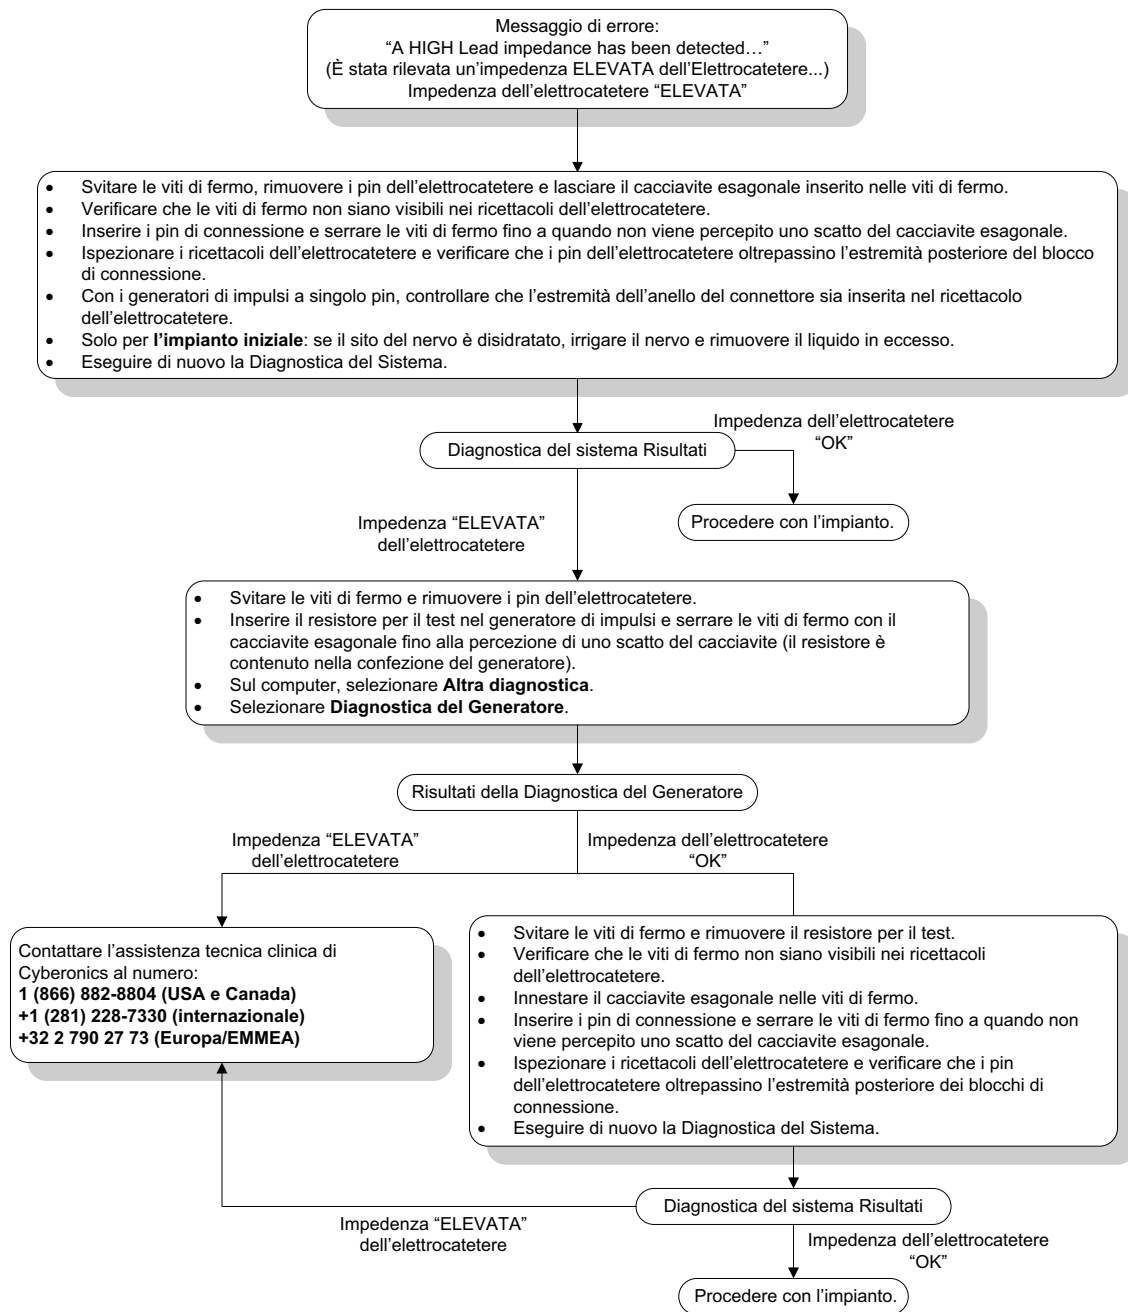 Messaggio di errore:
“A HIGH Lead impedance has been detected…”
(È stata rilevata un’impedenza ELEVATA dell’Elettrocatetere...)
Impedenza dell’elettrocatetere “ELEVATA”
• Svitare le viti di fermo, rimuovere i pin dell’elettrocatetere e lasciare il cacciavite esagonale inserito nelle viti di fermo.
• Verificare che le viti di fermo non siano visibili nei ricettacoli dell’elettrocatetere.
• Inserire i pin di connessione e serrare le viti di fermo fino a quando non viene percepito uno scatto del cacciavite esagonale.
• Ispezionare i ricettacoli dell’elettrocatetere e verificare che i pin dell’elettrocatetere oltrepassino l’estremità posteriore del blocco
di connessione.
• Con i generatori di impulsi a singolo pin, controllare che l’estremità dell’anello del connettore sia inserita nel ricettacolo
dell’elettrocatetere.
• Solo per l’impianto iniziale: se il sito del nervo è disidratato, irrigare il nervo e rimuovere il liquido in eccesso.
• Eseguire di nuovo la Diagnostica del Sistema.
Diagnostica del sistema Risultati
Impedenza dell’elettrocatetere
“OK”
Procedere con l’impianto.
Impedenza “ELEVATA”
dell’elettrocatetere
• Svitare le viti di fermo e rimuovere i pin dell’elettrocatetere.
• Inserire il resistore per il test nel generatore di impulsi e serrare le viti di fermo con il
cacciavite esagonale fino alla percezione di uno scatto del cacciavite (il resistore è
contenuto nella confezione del generatore).
• Sul computer, selezionare Altra diagnostica.
• Selezionare Diagnostica del Generatore.
Risultati della Diagnostica del Generatore
Impedenza “ELEVATA”
dell’elettrocatetere
Impedenza dell’elettrocatetere
“OK”
Contattare l’assistenza tecnica clinica di
Cyberonics al numero:
1 (866) 882-8804 (USA e Canada)
+1 (281) 228-7330 (internazionale)
+32 2 790 27 73 (Europa/EMMEA)
• Svitare le viti di fermo e rimuovere il resistore per il test.
• Verificare che le viti di fermo non siano visibili nei ricettacoli
dell’elettrocatetere.
• Innestare il cacciavite esagonale nelle viti di fermo.
• Inserire i pin di connessione e serrare le viti di fermo fino a quando non
viene percepito uno scatto del cacciavite esagonale.
• Ispezionare i ricettacoli dell’elettrocatetere e verificare che i pin
dell’elettrocatetere oltrepassino l’estremità posteriore dei blocchi di
connessione.
• Eseguire di nuovo la Diagnostica del Sistema.
Diagnostica del sistema Risultati
Impedenza “ELEVATA”
dell’elettrocatetere
Impedenza dell’elettrocatetere
“OK”
Procedere con l’impianto.